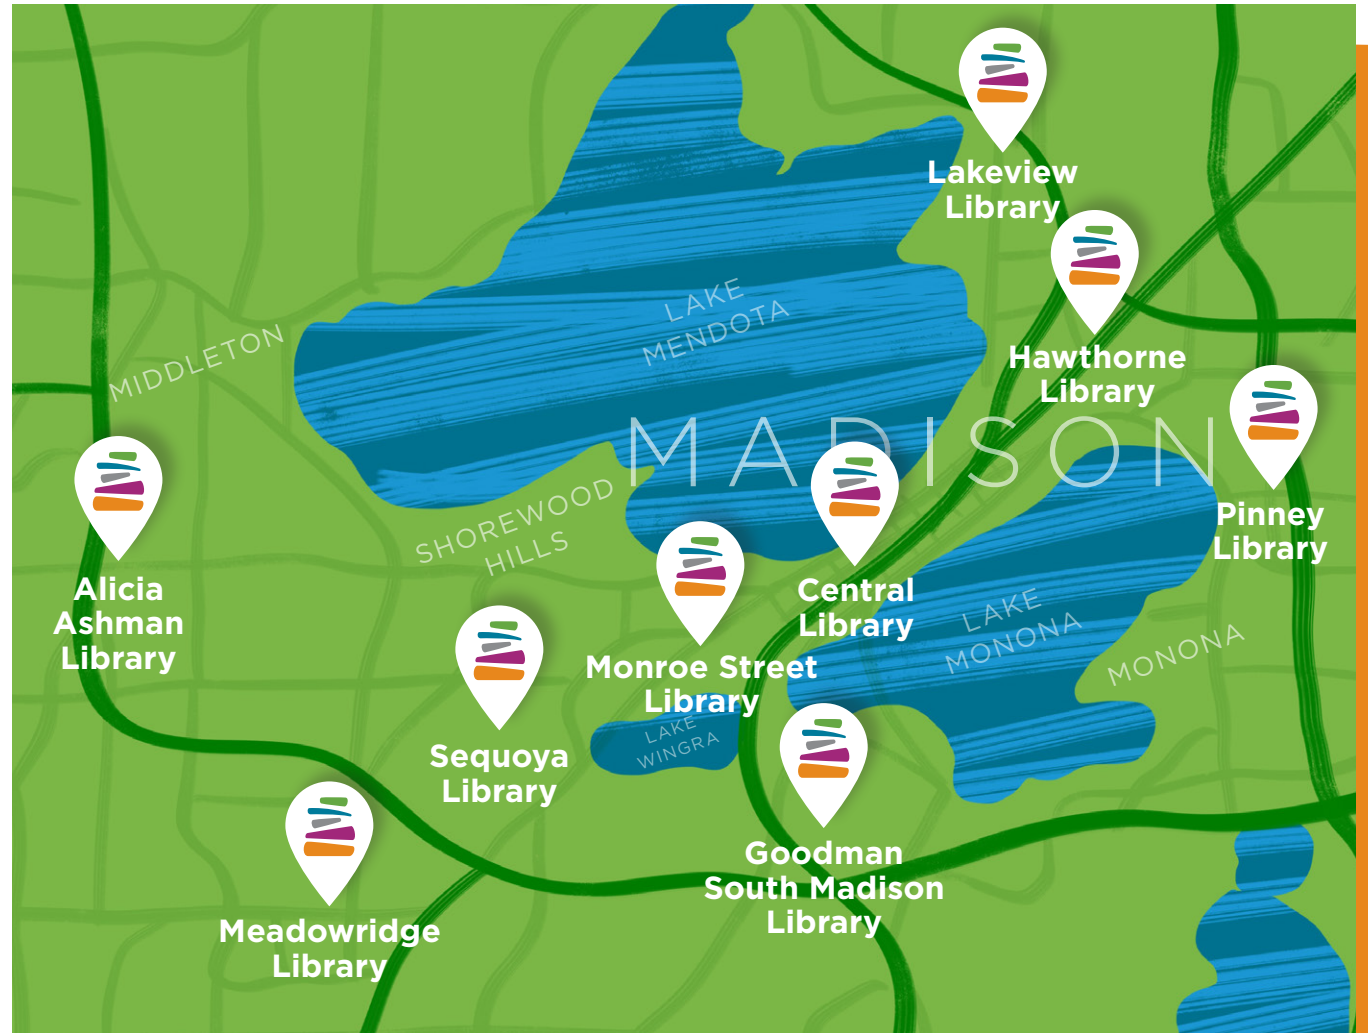 Lakeview
Library
LAKE
MENDOTA
MIDDLETON
Hawthorne
Library
MADISON
SHOREWOOD
HILLS
Pinney
Library
Alicia
Ashman
Library
Central
Library
LAKE
MONONA
MONONA
Monroe Street
Library
LAKE
WINGRA
Sequoya
Library
Goodman
South Madison
Library
Meadowridge
Library